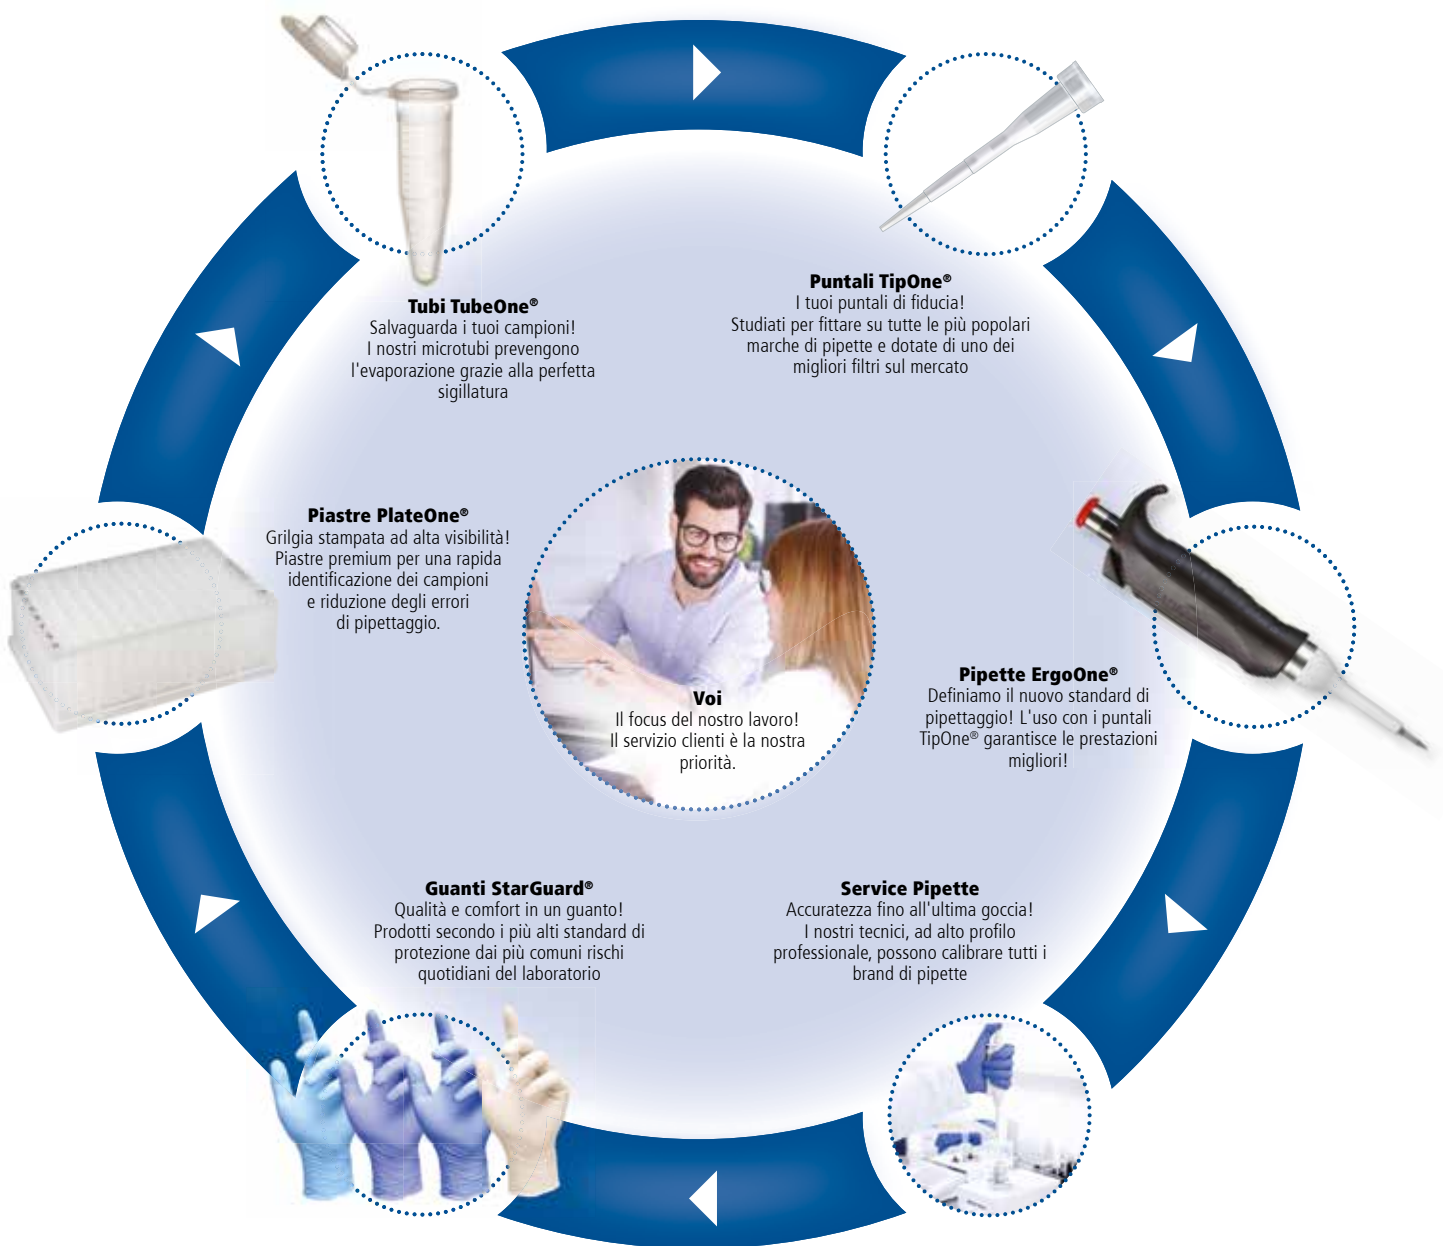 Tubi TubeOne®
Salvaguarda i tuoi campioni!
I nostri microtubi prevengono
l'evaporazione grazie alla perfetta
sigillatura
Puntali TipOne®
I tuoi puntali di fiducia!
Studiati per fittare su tutte le più popolari
marche di pipette e dotate di uno dei
migliori filtri sul mercato
Piastre PlateOne®
Grilgia stampata ad alta visibilità!
Piastre premium per una rapida
identificazione dei campioni
e riduzione degli errori
di pipettaggio.
Voi
Il focus del nostro lavoro!
Il servizio clienti è la nostra
priorità.
Pipette ErgoOne®
Definiamo il nuovo standard di
pipettaggio! L'uso con i puntali
TipOne® garantisce le prestazioni
migliori!
Guanti StarGuard®
Qualità e comfort in un guanto!
Prodotti secondo i più alti standard di
protezione dai più comuni rischi
quotidiani del laboratorio
Service Pipette
Accuratezza fino all'ultima goccia!
I nostri tecnici, ad alto profilo
professionale, possono calibrare tutti i
brand di pipette